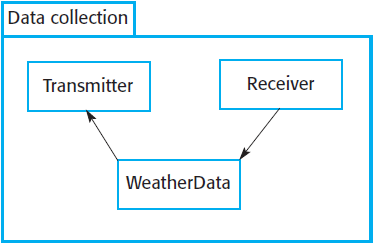 Data collection
Transmitter
Receiver
WeatherData